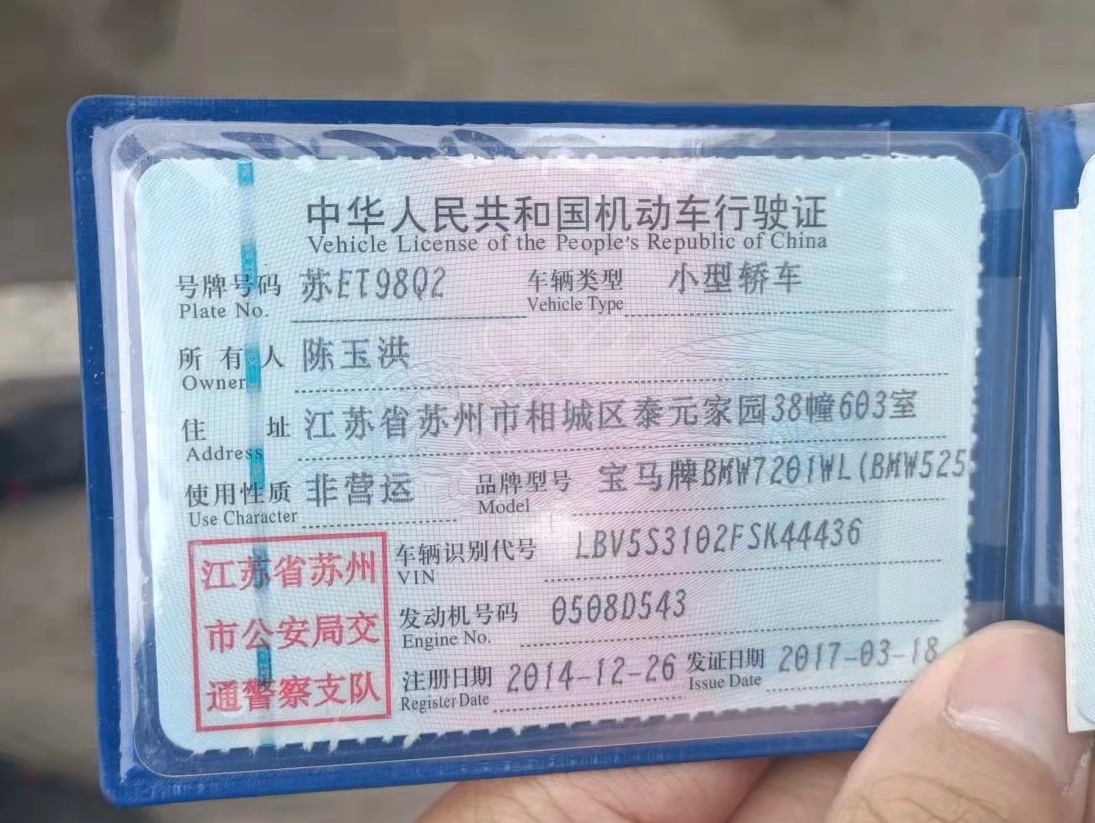 中华人民共和国机动车行驶证
Vehicle License of the People's Republic of China
号牌号码 苏ET98Q2 车辆类型 小型轿车
Plate No. Vehicle Type
所有人 陈玉洪
Owner
住址 江苏省苏州市相城区泰元家园38幢603室
Address
使用性质 非营运 品牌型号 宝马牌BMW7201WL(BMW525
Use Character Model
江苏省苏州
市公安局交
通警察支队
车辆识别代号 LBV5S3102FSK44436
VIN
发动机号码 0508D543
Engine No.
注册日期 2014-12-26 发证日期 2017-03-18
Register Date Issue Date